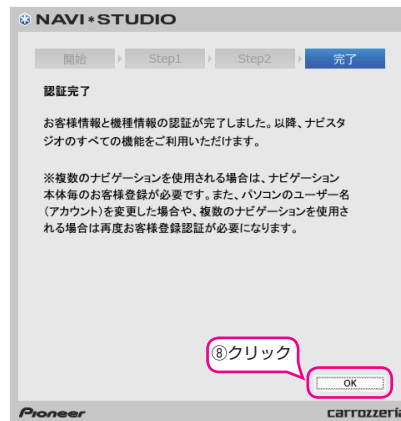 NAVI*STUDIO
開始 Step1 Step2 完了
認証完了
お客様情報と機種情報の認証が完了しました。以降、ナビスタ
ジオのすべての機能をご利用いただけます。
※複数のナビゲーションを使用される場合は、ナビゲーション
本体毎のお客様登録が必要です。また、パソコンのユーザー名
(アカウント)を変更した場合や、複数のナビゲーションを使用さ
れる場合は再度お客様登録認証が必要になります。
⑧クリック
OK
Pioneer carrozzeria